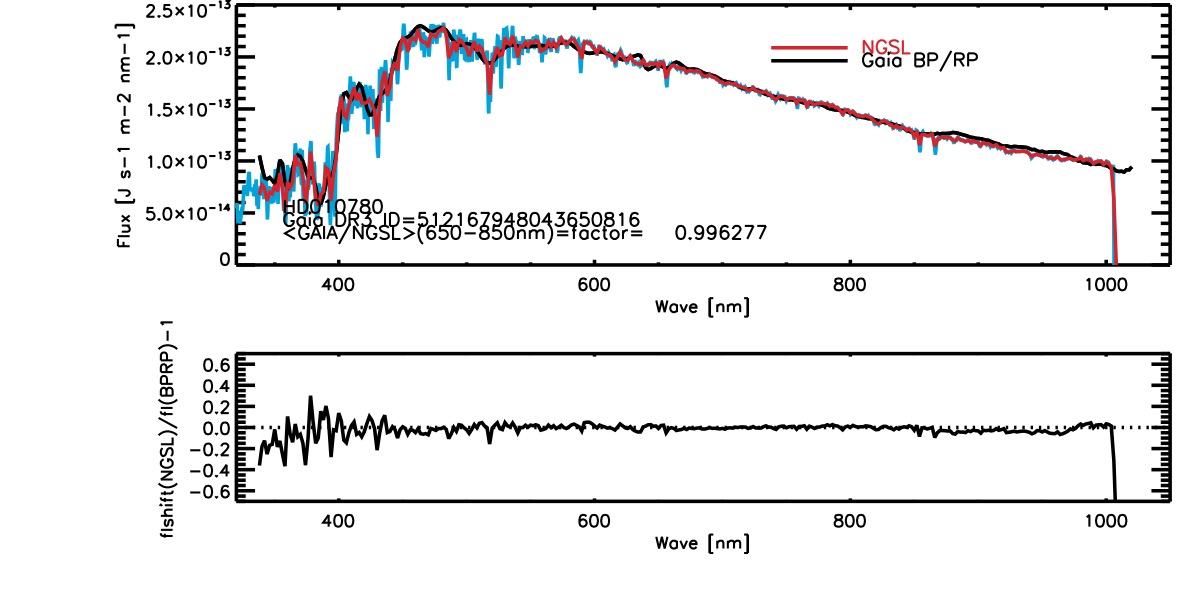 2.5×10−13
2.0×10−13
1.5×10−13
1.0×10−13
5.0×10−14
0
Flux [J s−1 m−2 nm−1]
NGSL
Gaia BP/RP
HD010780
Gaia DR3 ID=512167948043650816
<GAIA/NGSL>(650−850nm)=factor= 0.996277
400 600 800 1000
Wave [nm]
flshift(NGSL)/fl(BPRP)−1
0.6
0.4
0.2
0.0
−0.2
−0.4
−0.6
400 600 800 1000
Wave [nm]